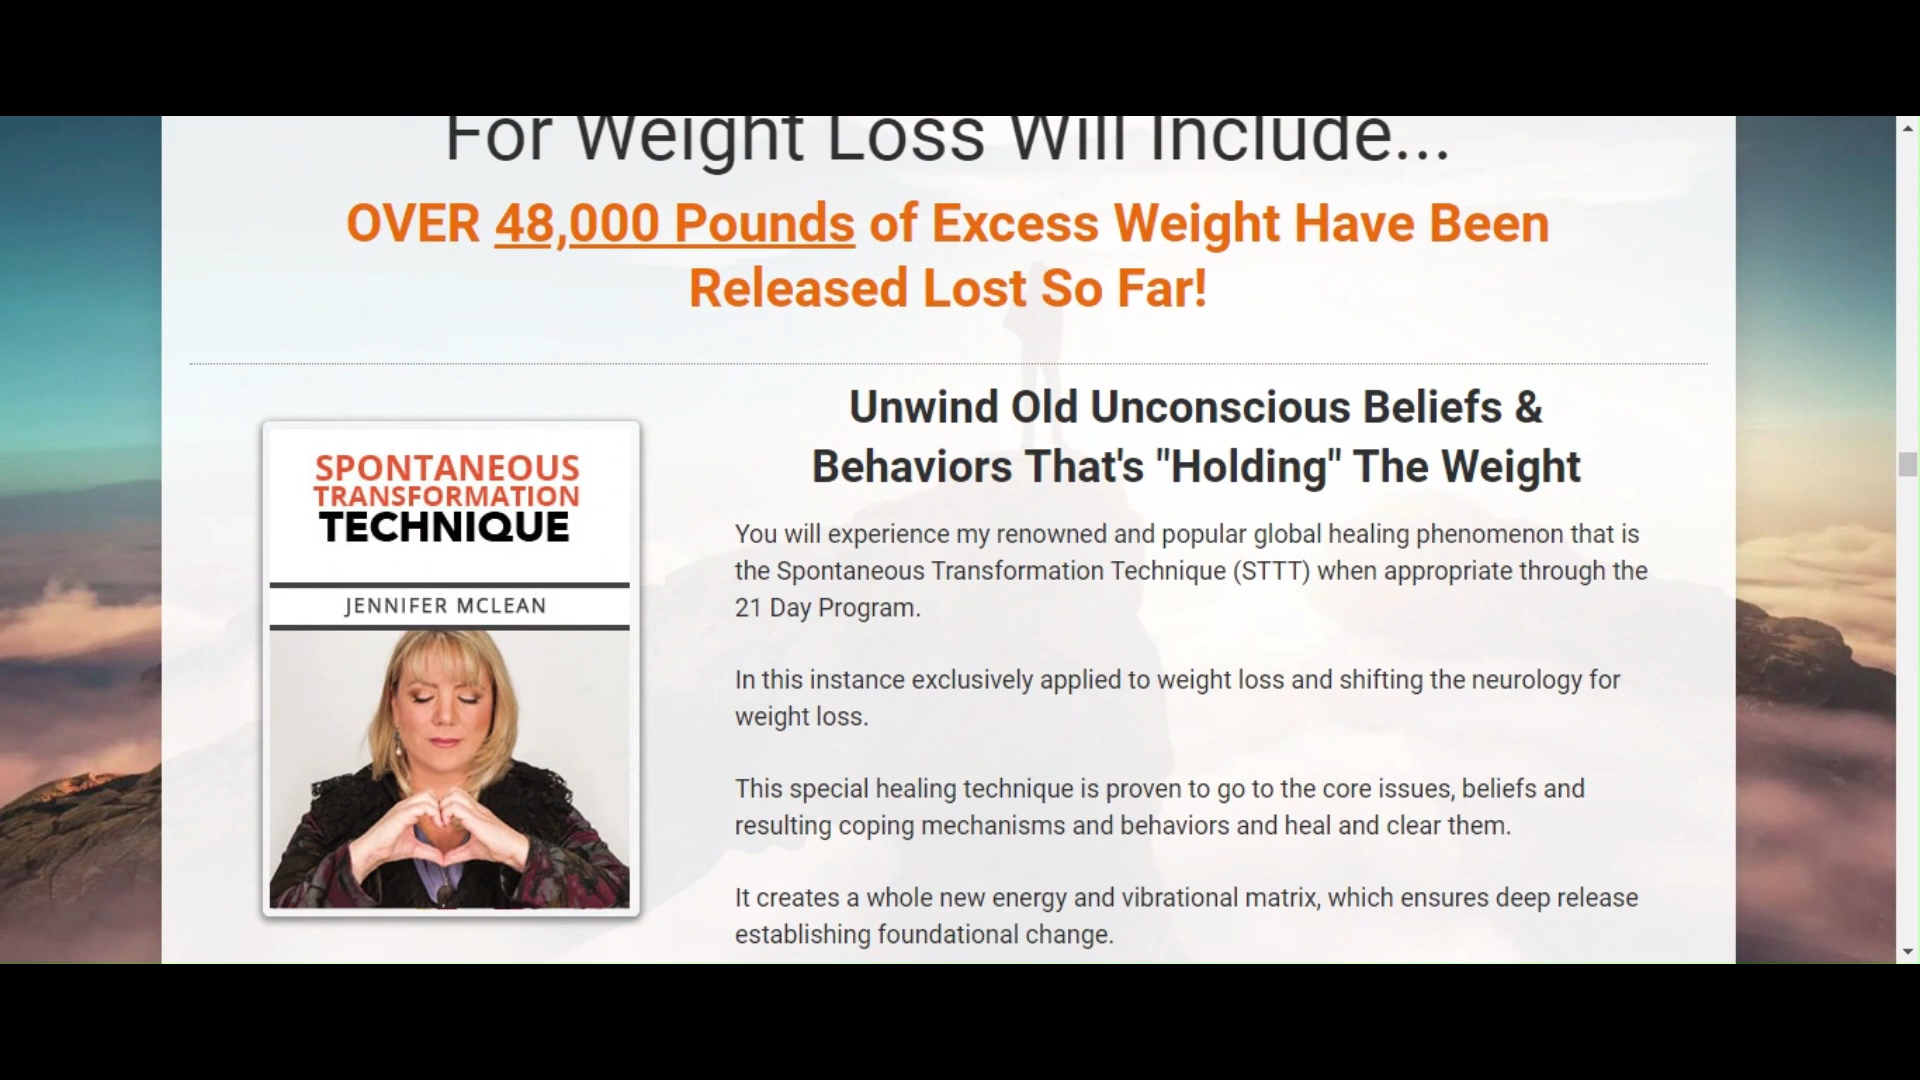 For Weight Loss Will Include...
OVER 48,000 Pounds of Excess Weight Have Been
Released Lost So Far!
SPONTANEOUS
TRANSFORMATION
TECHNIQUE
JENNIFER MCLEAN
Unwind Old Unconscious Beliefs &
Behaviors That's "Holding" The Weight
You will experience my renowned and popular global healing phenomenon that is
the Spontaneous Transformation Technique (STTT) when appropriate through the
21 Day Program.
In this instance exclusively applied to weight loss and shifting the neurology for
weight loss.
This special healing technique is proven to go to the core issues, beliefs and
resulting coping mechanisms and behaviors and heal and clear them.
It creates a whole new energy and vibrational matrix, which ensures deep release
establishing foundational change.